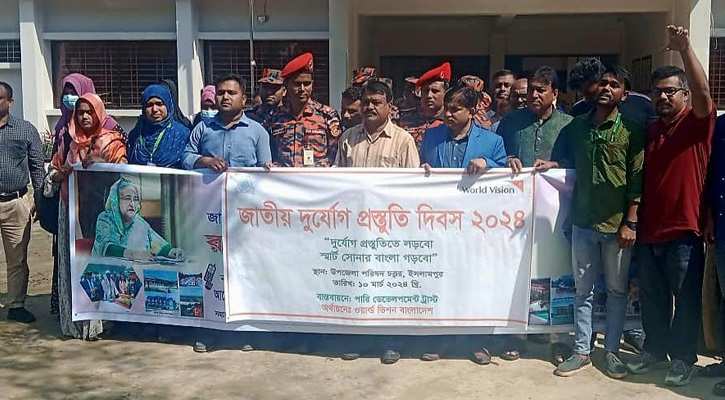 World Vision
জাতীয় দুর্যোগ প্রস্তুতি দিবস ২০২৪
"দুর্যোগ প্রস্তুতিতে লড়বো
স্মার্ট সোনার বাংলা গড়বো"
স্থান: উপজেলা পরিষদ চত্ত্বর, ইসলামপুর
তারিখ: ১০ মার্চ ২০২৪ খ্রি.
বাস্তবায়নে: পারি ডেভেলপমেন্ট ট্রাস্ট
অর্থায়নেঃ ওয়ার্ল্ড ভিশন বাংলাদেশ